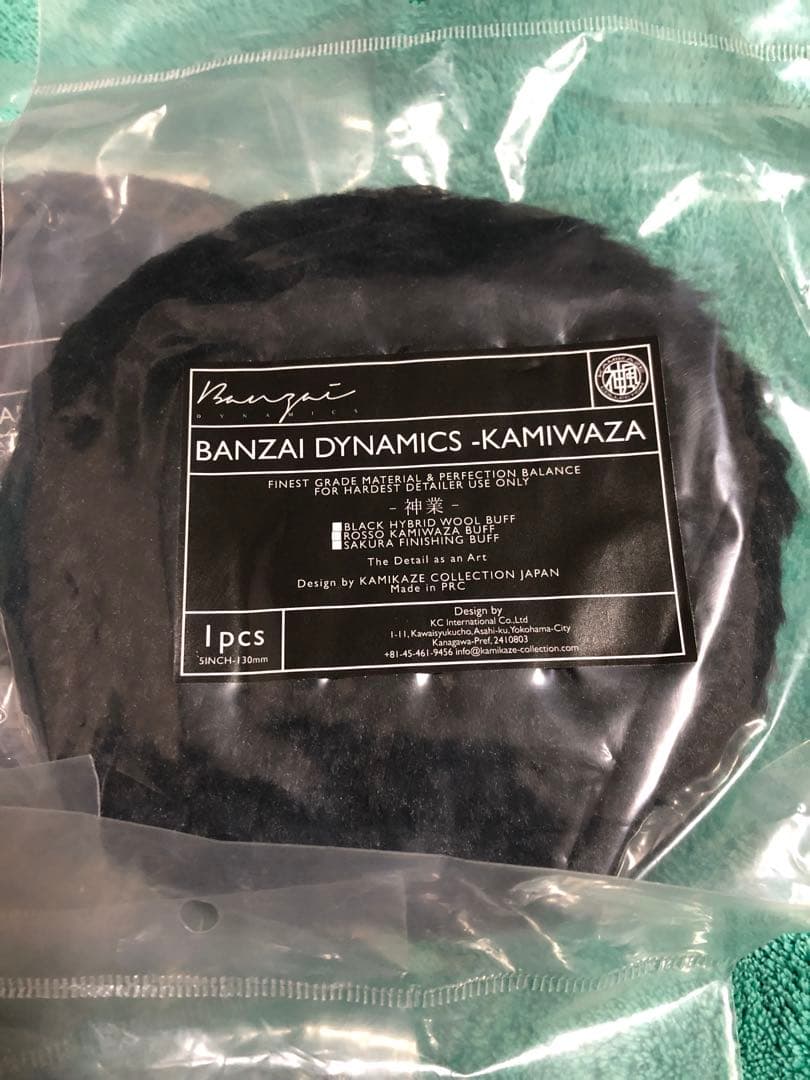 Banzai
DYNAMICS
BANZAI DYNAMICS -KAMIWAZA
FINEST GRADE MATERIAL & PERFECTION BALANCE
FOR HARDEST DETAILER USE ONLY
- 神業 -
BLACK HYBRID WOOL BUFF
ROSSO KAMIWAZA BUFF
SAKURA FINISHING BUFF
The Detail as an Art
Design by KAMIKAZE COLLECTION JAPAN
Made in PRC
1pcs
5INCH-130mm
Design by
KC International Co.,Ltd
1-11, Kawaisyukucho, Asahi-ku, Yokohama-City
Kanagawa-Pref, 2410803
+81-45-461-9456 info@kamikaze-collection.com